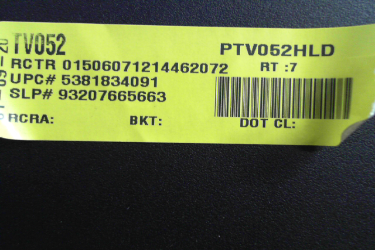 TV052 PTV052HLD
RCTR 01506071214462072 RT :7
UPC# 5381834091
SLP# 93207665663
RCRA: BKT: DOT CL: